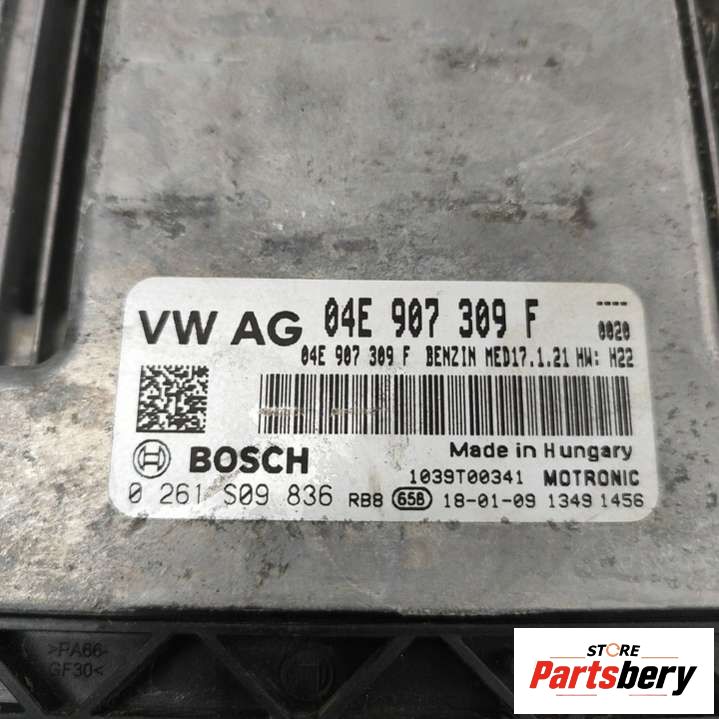 VW AG 04E 907 309 F ----
0020
04E 907 309 F BENZIN MED17.1.21 HW: H22
BOSCH
Made in Hungary
1039T00341 MOTRONIC
0 261 S09 836 RB8 65B 18-01-09 1349 1456
>PA66-
GF30<
STORE
Partsbery